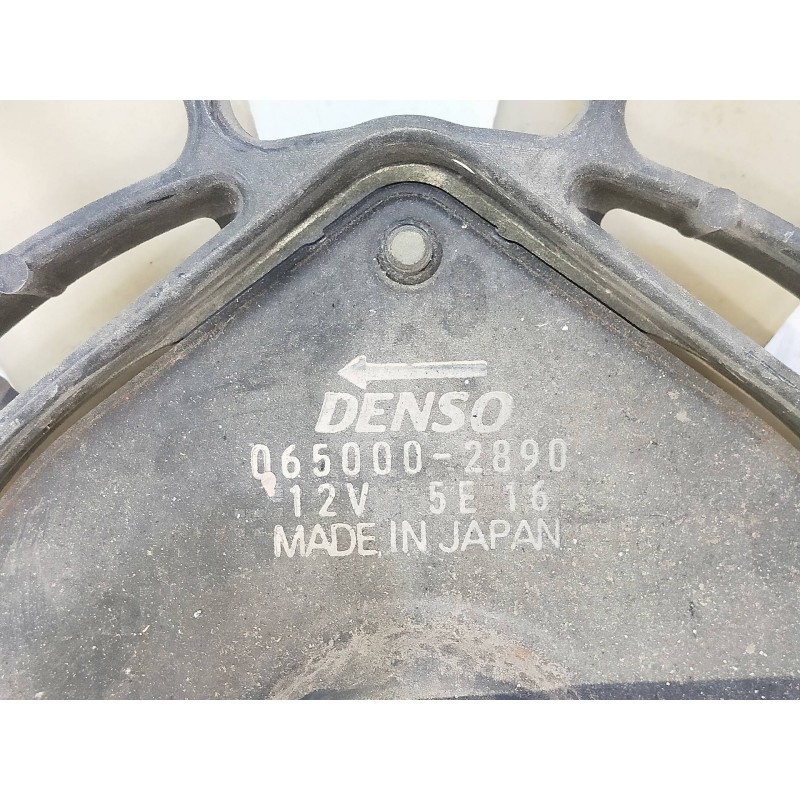 DENSO
065000-2890
12V 5E 16
MADE IN JAPAN